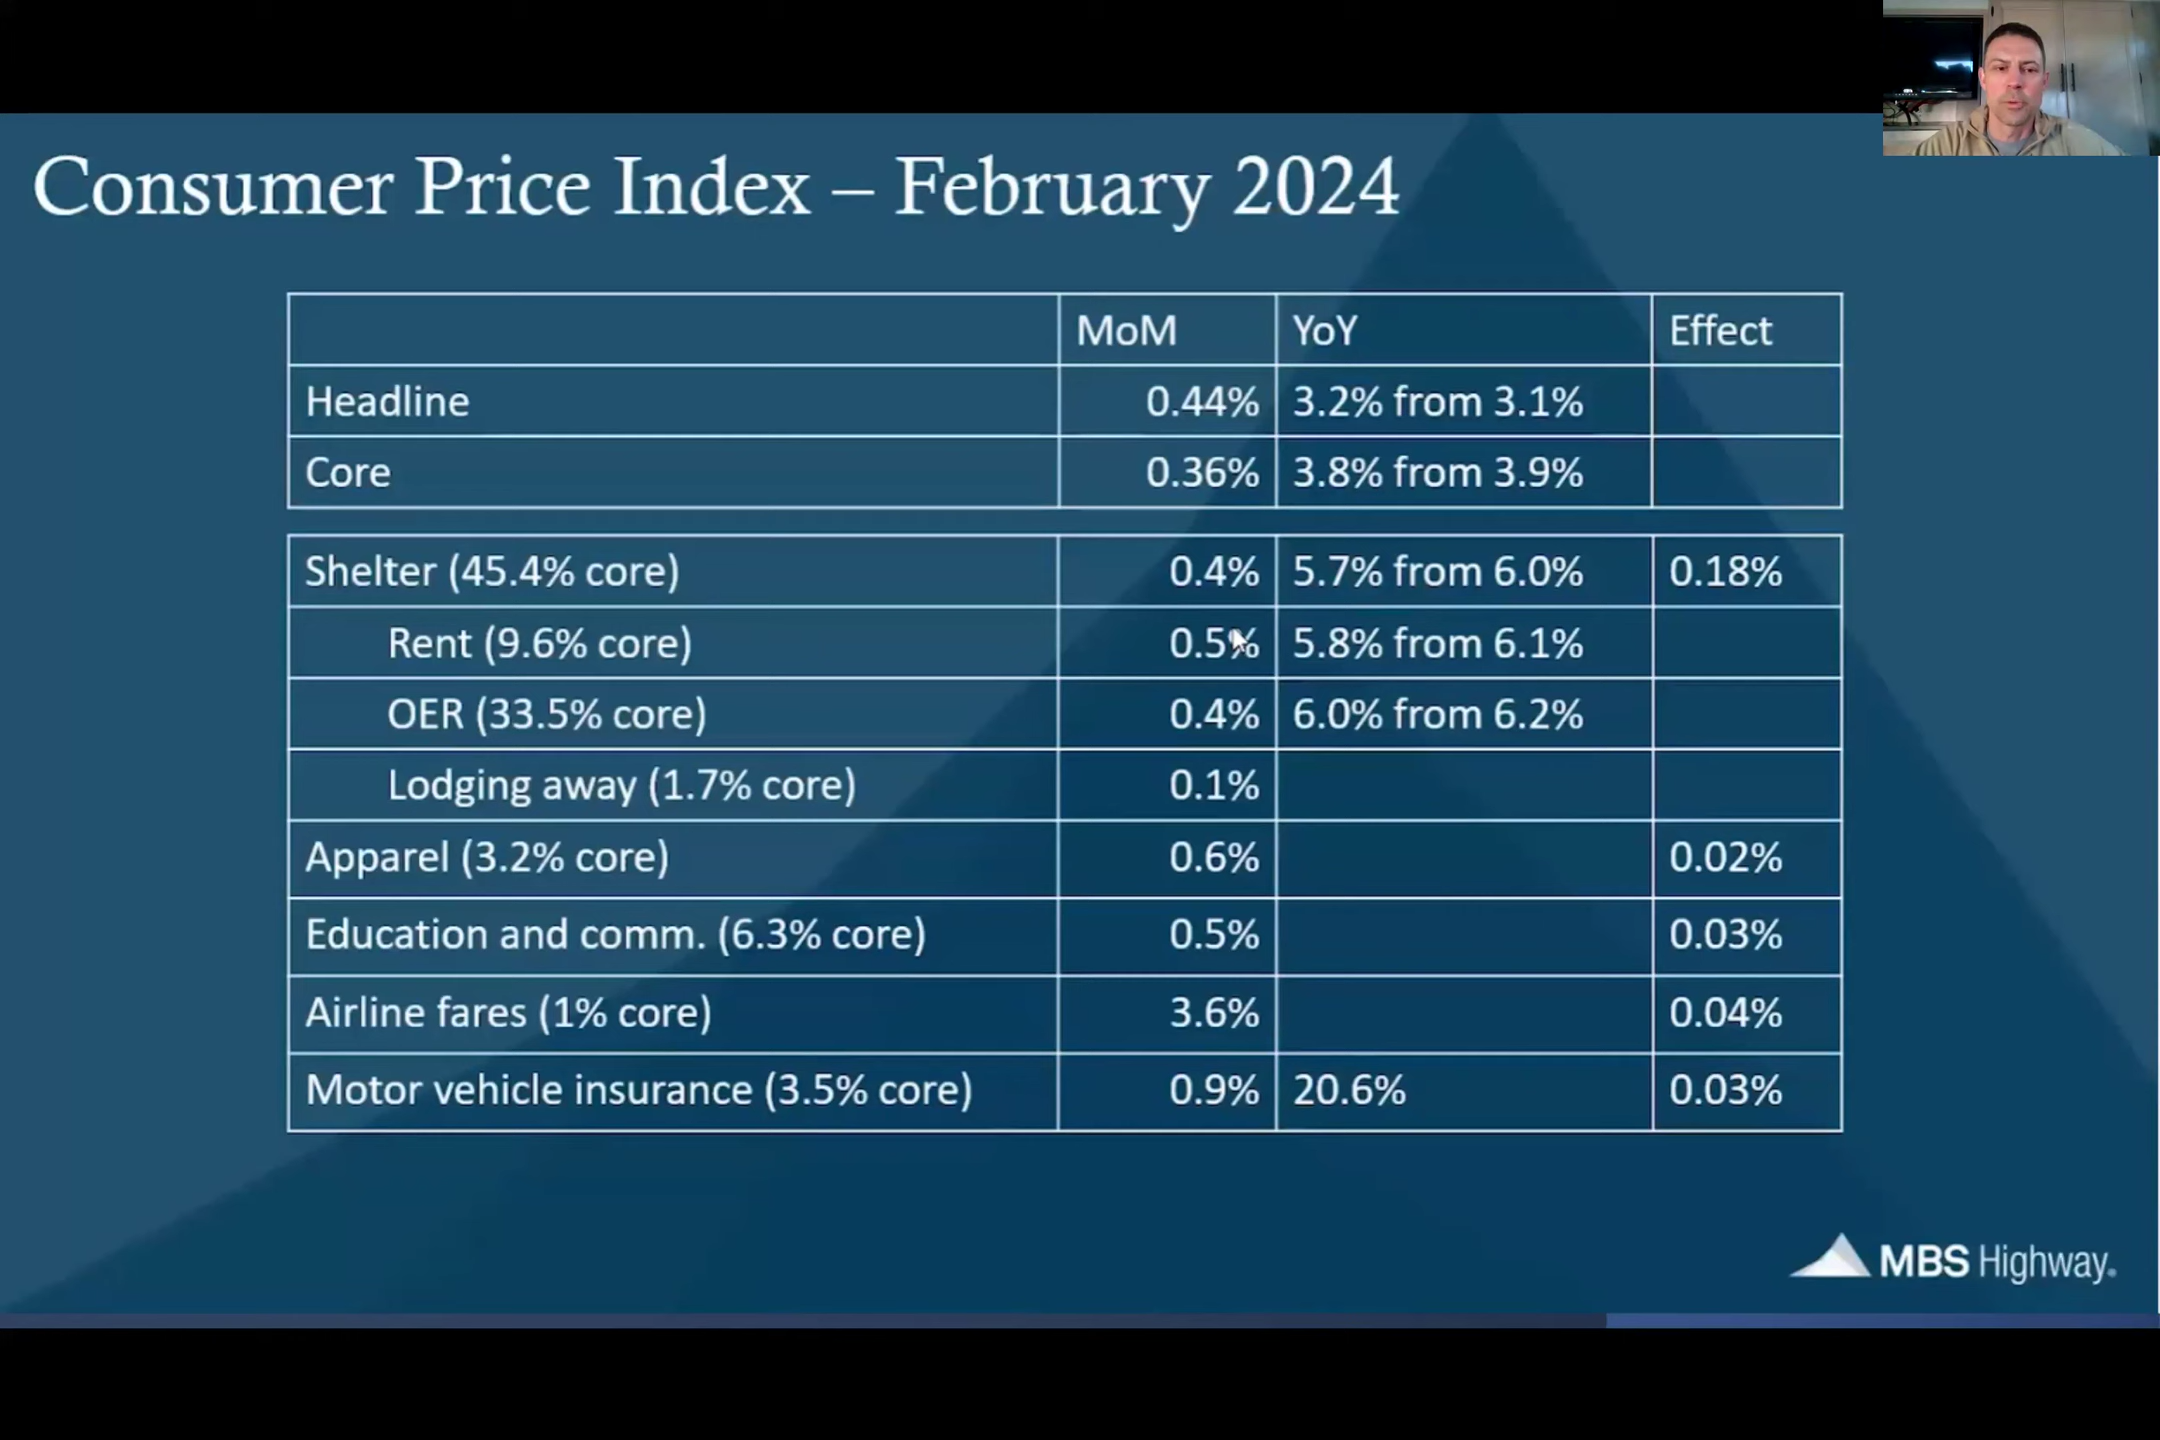 Consumer Price Index – February 2024
MoM YoY Effect
Headline 0.44% 3.2% from 3.1%
Core 0.36% 3.8% from 3.9%
Shelter (45.4% core) 0.4% 5.7% from 6.0% 0.18%
Rent (9.6% core) 0.5% 5.8% from 6.1%
OER (33.5% core) 0.4% 6.0% from 6.2%
Lodging away (1.7% core) 0.1%
Apparel (3.2% core) 0.6% 0.02%
Education and comm. (6.3% core) 0.5% 0.03%
Airline fares (1% core) 3.6% 0.04%
Motor vehicle insurance (3.5% core) 0.9% 20.6% 0.03%
MBS Highway.